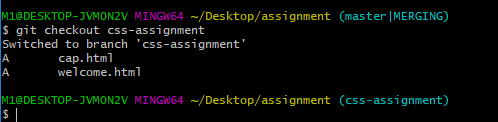 M1@DESKTOP-JVMON2V MINGW64 ~/Desktop/assignment (master|MERGING)
$ git checkout css-assignment
Switched to branch 'css-assignment'
A       cap.html
A       welcome.html
M1@DESKTOP-JVMON2V MINGW64 ~/Desktop/assignment (css-assignment)
$